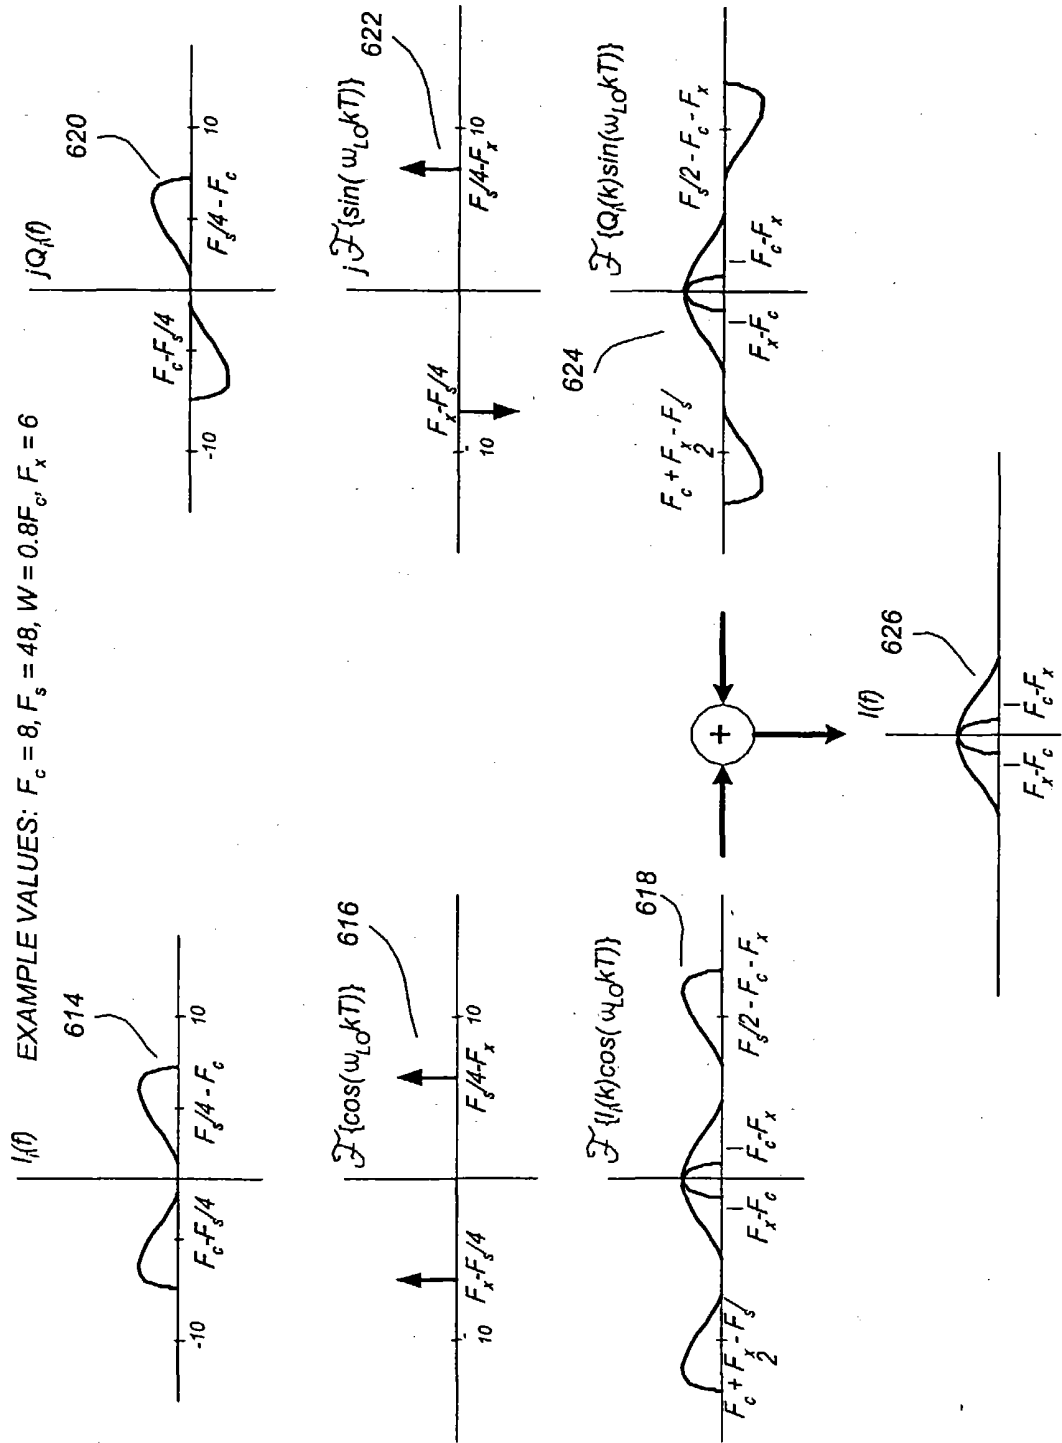 EXAMPLE VALUES: F_c = 8, F_s = 48, W = 0.8F_c, F_x = 6
I_i(f)
614
F_c-F_s/4
F_s/4 - F_c
-10
10
jQ_i(f)
620
F_c-F_s/4
F_s/4 - F_c
-10
10
ℱ{cos(ω_LO kT)}
616
F_x-F_s/4
F_s/4-F_x
10
10
jℱ{sin(ω_LO kT)}
622
F_x-F_s/4
F_s/4-F_x
10
10
ℱ{I_i(k)cos(ω_LO kT)}
618
F_c + F_x - F_s/2
F_x-F_c
F_c-F_x
F_s/2 - F_c - F_x
+
ℱ{Q_i(k)sin(ω_LO kT)}
624
F_c + F_x - F_s/2
F_x-F_c
F_c-F_x
F_s/2 - F_c - F_x
I(f)
626
F_x-F_c
F_c-F_x